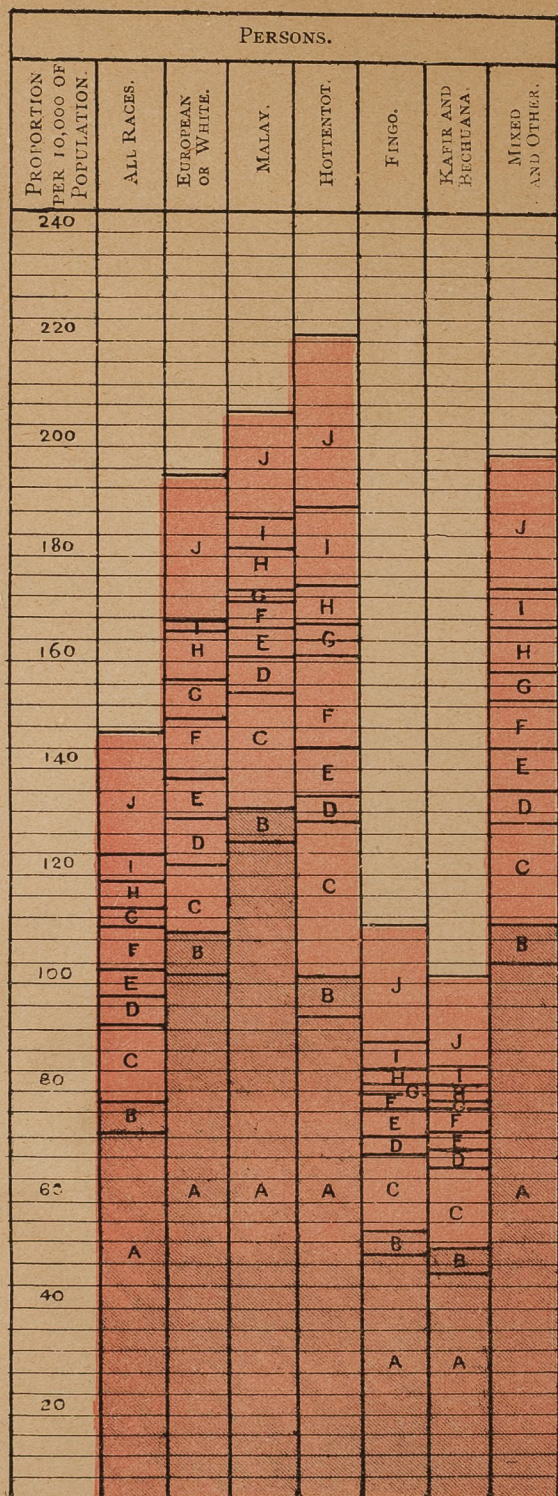 PERSONS.
PROPORTION
PER 10,000 OF
POPULATION.
ALL RACES.
EUROPEAN
OR WHITE.
MALAY.
HOTTENTOT.
FINGO.
KAFIR AND
BECHUANA.
MIXED
AND OTHER.
240
220
200
180
160
140
120
100
80
60
40
20
J
I
H
G
F
E
D
C
B
A
J
I
H
G
F
E
D
C
B
A
J
I
H
G
F
E
D
C
B
A
J
I
H
G
F
E
D
C
B
A
J
I
H
G
F
E
D
C
B
A
J
I
H
G
F
E
D
C
B
A
J
I
H
G
F
E
D
C
B
A